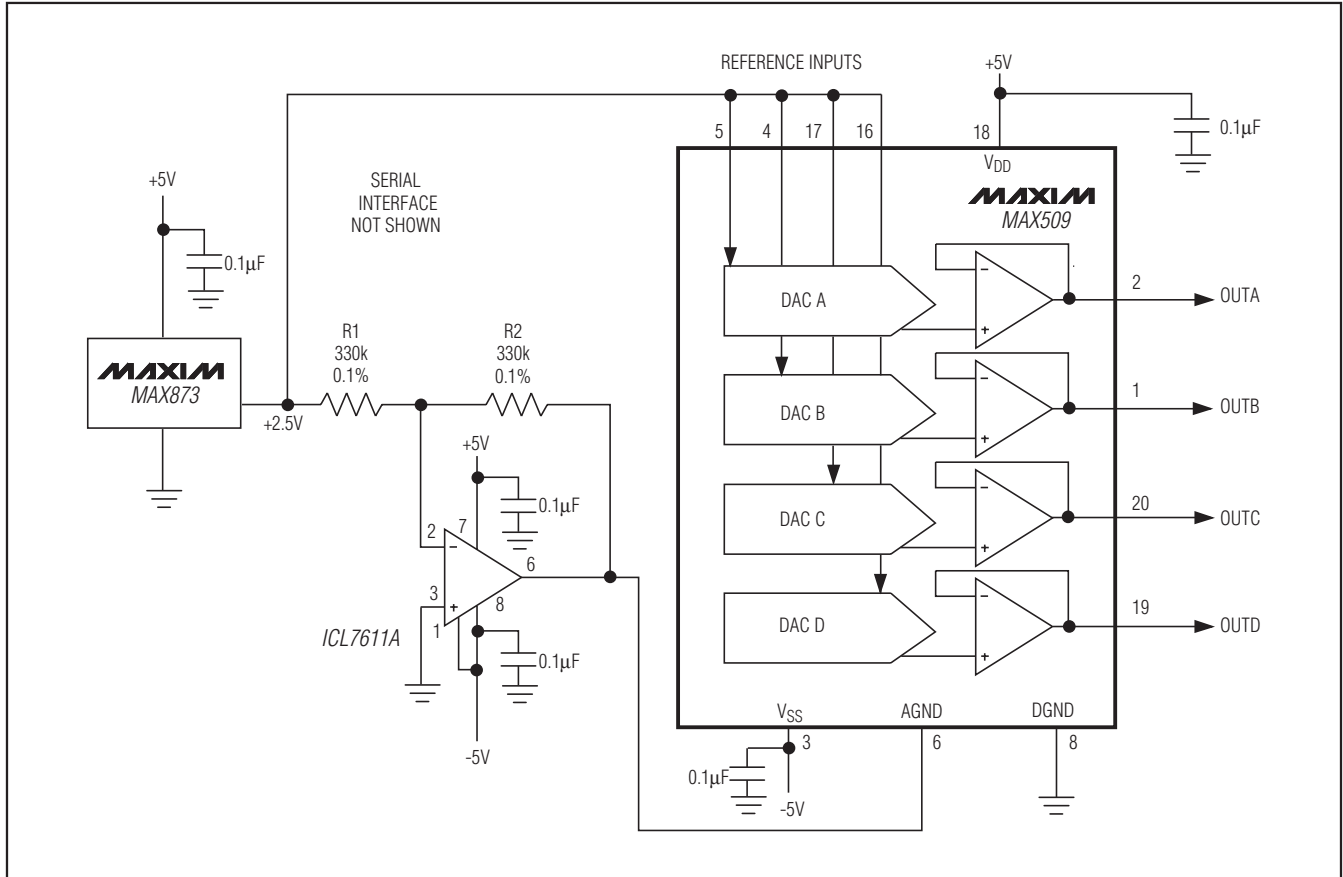 REFERENCE INPUTS
+5V
5
4
17
16
18
0.1µF
VDD
MAXIM
MAX509
+5V
SERIAL
INTERFACE
NOT SHOWN
0.1µF
MAXIM
MAX873
+2.5V
R1
330k
0.1%
R2
330k
0.1%
+5V
0.1µF
2
7
-
6
3
+
8
1
ICL7611A
0.1µF
-5V
DAC A
-
+
2
OUTA
DAC B
-
+
1
OUTB
DAC C
-
+
20
OUTC
DAC D
-
+
19
OUTD
VSS
AGND
DGND
3
6
8
0.1µF
-5V